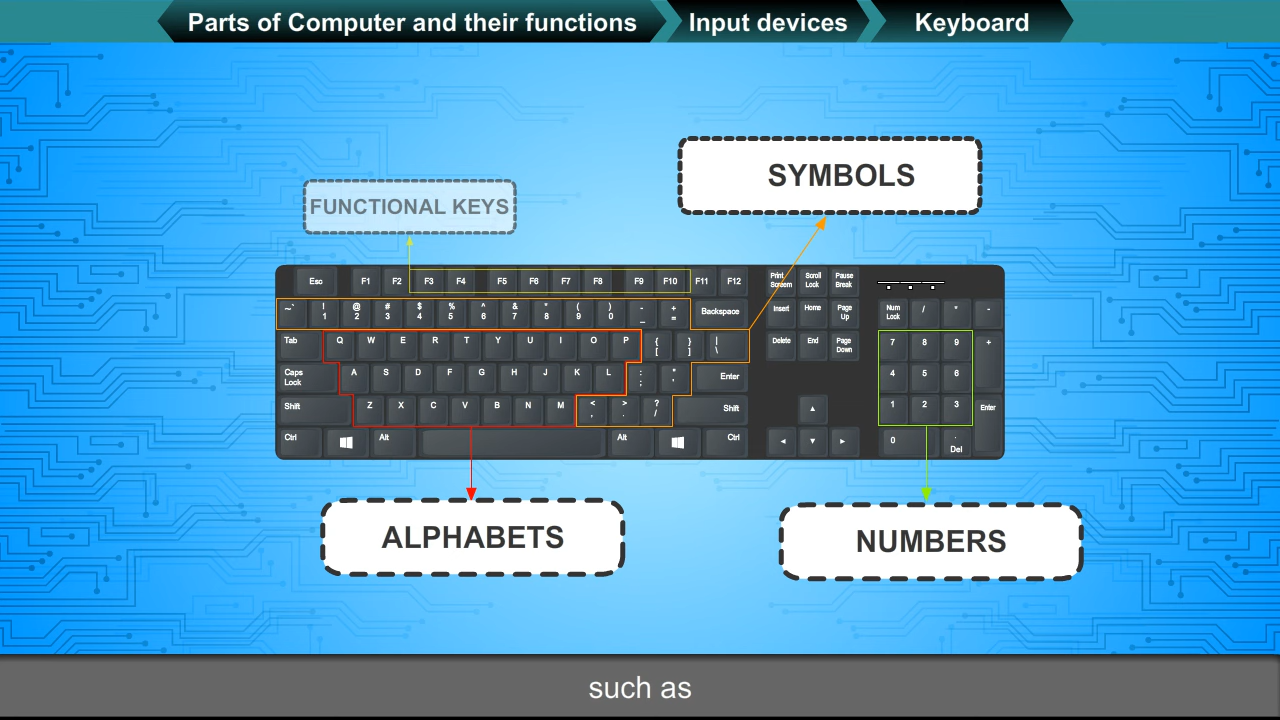 Parts of Computer and their functions Input devices Keyboard
SYMBOLS
FUNCTIONAL KEYS
Esc F1 F2 F3 F4 F5 F6 F7 F8 F9 F10 F11 F12 Print Screen Scroll Lock Pause Break
~ ` ! 1 @ 2 # 3 $ 4 % 5 ^ 6 & 7 * 8 ( 9 ) 0 _ - + = Backspace Insert Home Page Up Num Lock / * -
Tab Q W E R T Y U I O P { [ } ] | \ Delete End Page Down 7 8 9 +
Caps Lock A S D F G H J K L : ; " ' Enter 4 5 6
Shift Z X C V B N M < , > . ? / Shift 1 2 3 Enter
Ctrl Alt Alt Ctrl 0 . Del
ALPHABETS
NUMBERS
such as